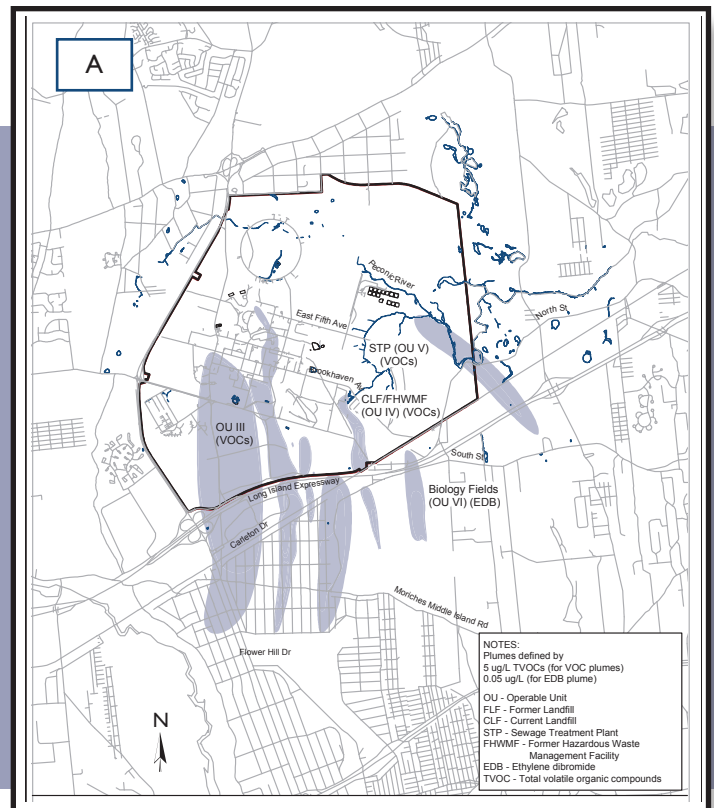 A
Peconic River
North St
East Fifth Ave
STP (OU V)
(VOCs)
Brookhaven Av
CLF/FHWMF
(OU IV) (VOCs)
OU III
(VOCs)
South St
Long Island Expressway
Biology Fields
(OU VI) (EDB)
Carleton Dr
Moriches Middle Island Rd
Flower Hill Dr
N
NOTES:
Plumes defined by
5 ug/L TVOCs (for VOC plumes)
0.05 ug/L (for EDB plume)
OU - Operable Unit
FLF - Former Landfill
CLF - Current Landfill
STP - Sewage Treatment Plant
FHWMF - Former Hazardous Waste
Management Facility
EDB - Ethylene dibromide
TVOC - Total volatile organic compounds